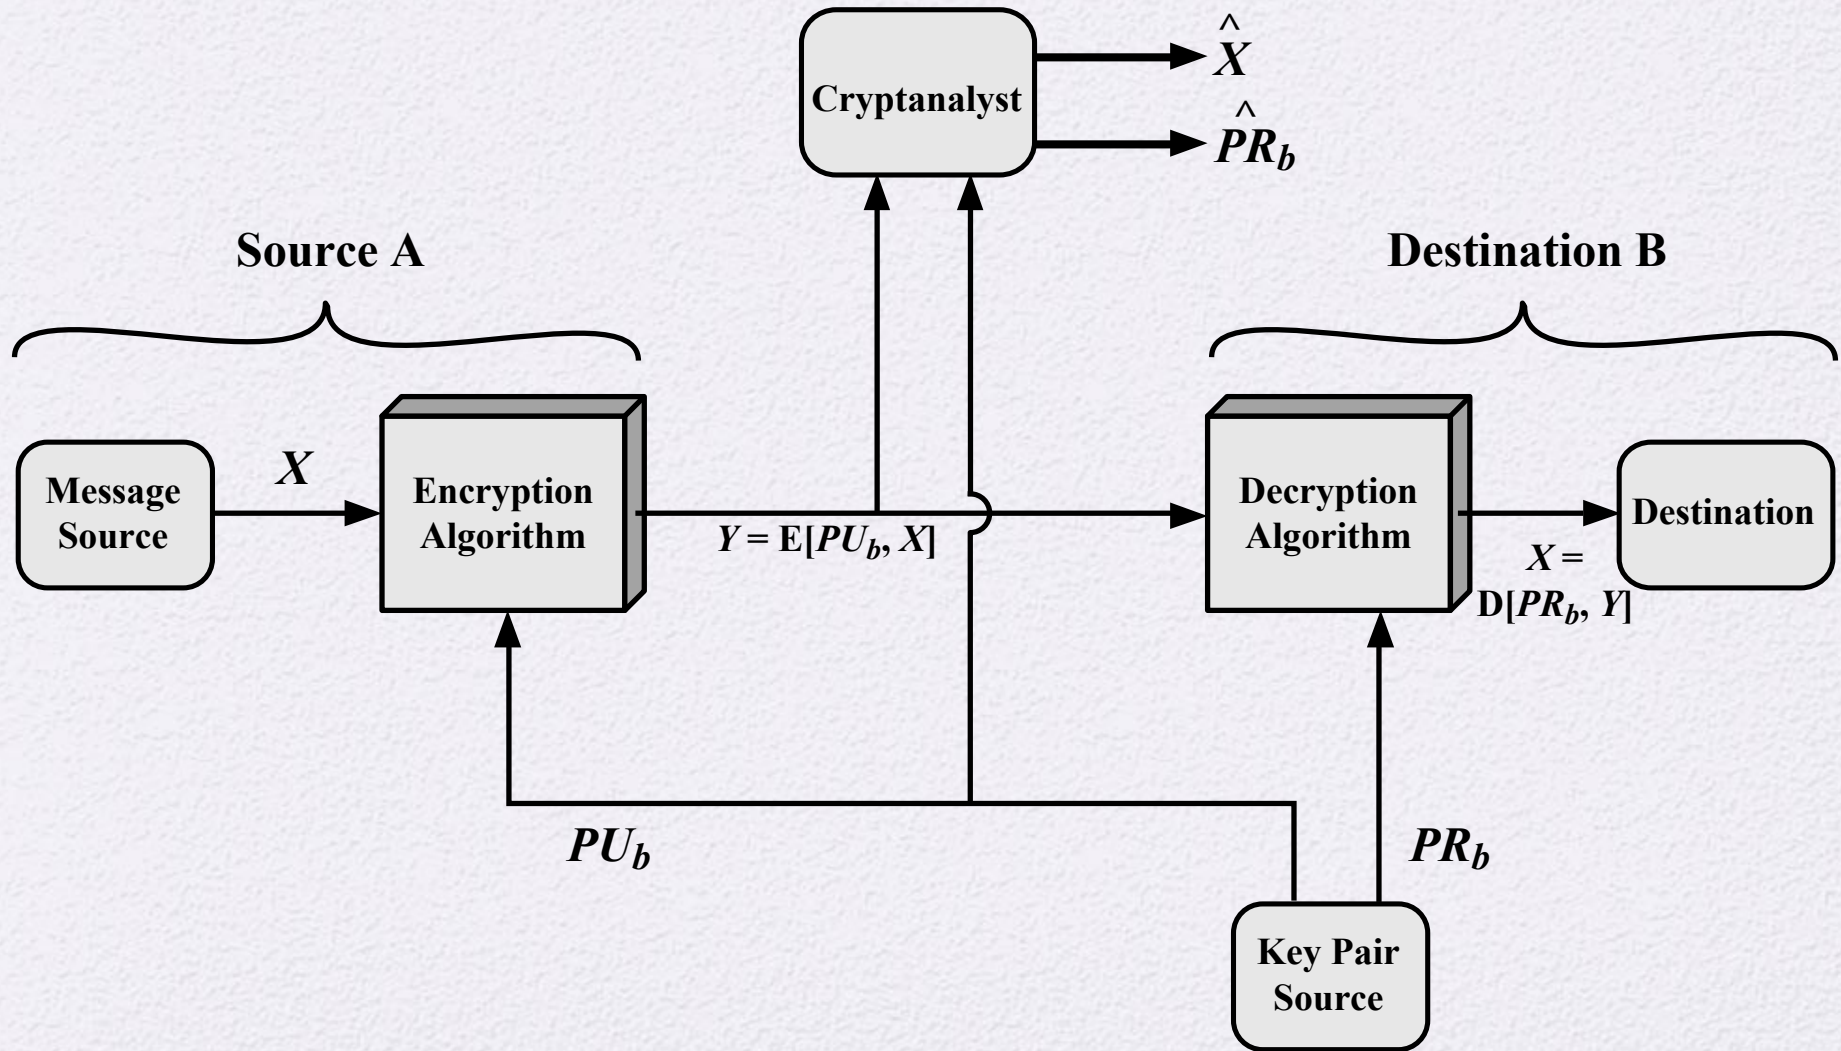 X̂
Cryptanalyst
P̂R_b
Source A
Destination B
Message
Source
X
Encryption
Algorithm
Y = E[PU_b, X]
Decryption
Algorithm
X =
D[PR_b, Y]
Destination
PU_b
PR_b
Key Pair
Source